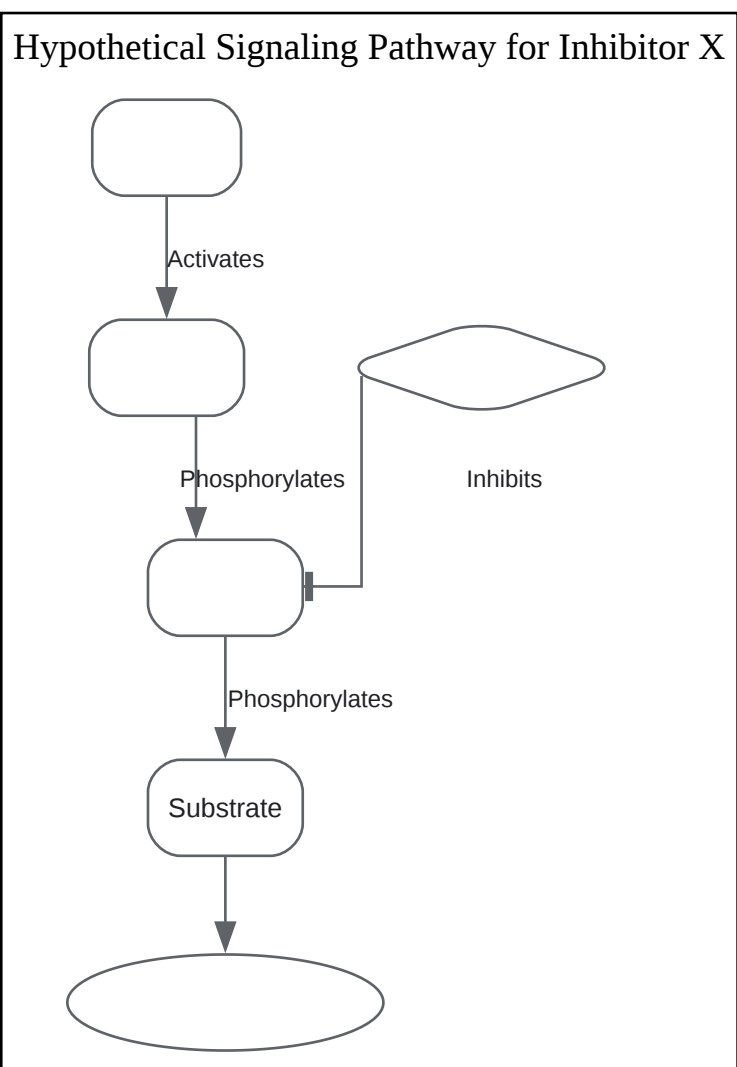 Hypothetical Signaling Pathway for Inhibitor X
Activates
Phosphorylates
Inhibits
Phosphorylates
Substrate